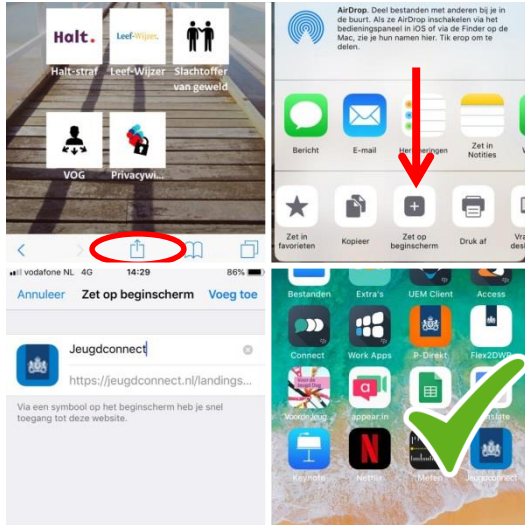 Halt.
Leef-Wijzer.
Halt-straf
Leef-Wijzer
Slachtoffer
van geweld
VOG
Privacywi...
AirDrop. Deel bestanden met anderen bij je in
de buurt. Als ze AirDrop inschakelen via het
bedieningspaneel in iOS of via de Finder op de
Mac, zie je hun namen hier. Tik erop om te
delen.
Bericht
E-mail
Herinneringen
Zet in
Notities
Zet in
favorieten
Kopieer
Zet op
beginscherm
Druk af
vodafone NL 4G 14:29 86%
Annuleer Zet op beginscherm Voeg toe
Jeugdconnect
https://jeugdconnect.nl/landings...
Via een symbool op het beginscherm heb je snel
toegang tot deze website.
Bestanden Extra's UEM Client Access
Connect Work Apps P-Direkt Flex2DWR
appear.in
Keynote Netflix Meten Jeugdconnect